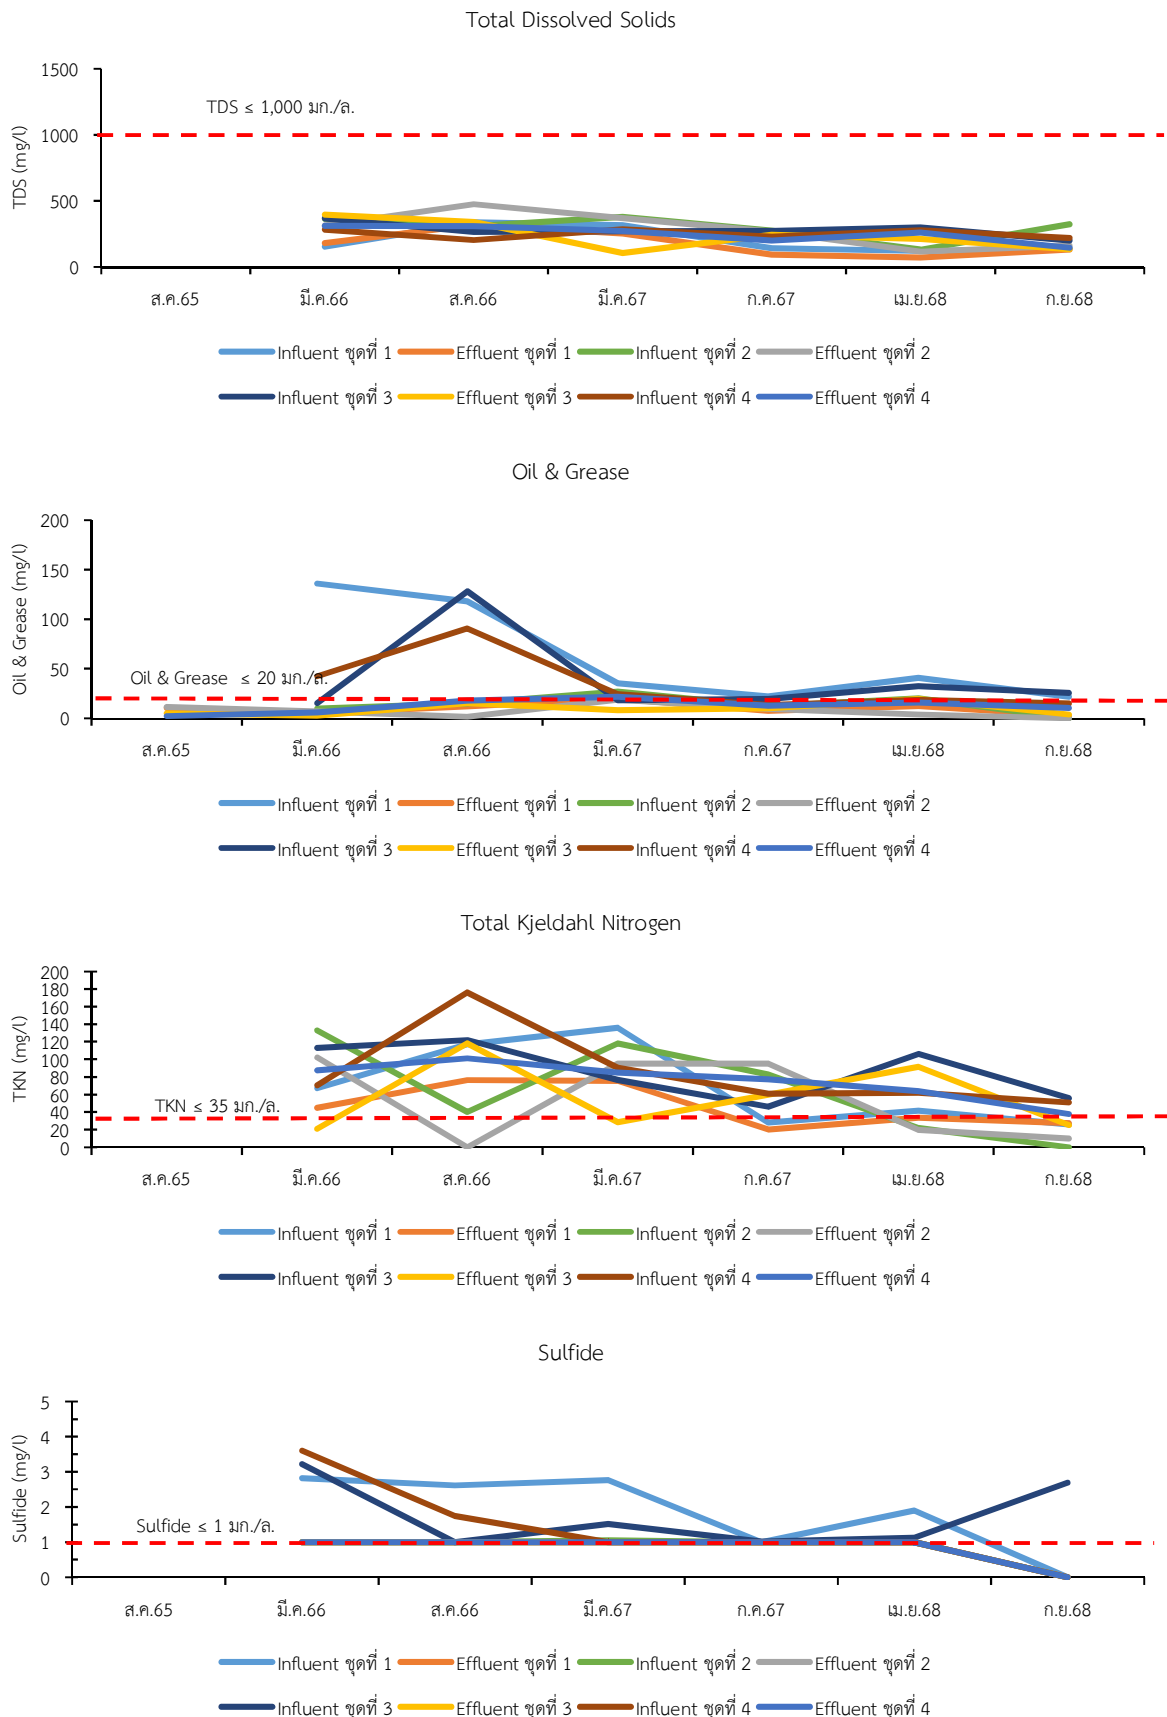 Total Dissolved Solids
1500
TDS ≤ 1,000 มก./ล.
1000
TDS (mg/l)
500
0
ส.ค.65 มี.ค.66 ส.ค.66 มี.ค.67 ก.ค.67 เม.ย.68 ก.ย.68
Influent ชุดที่ 1 Effluent ชุดที่ 1 Influent ชุดที่ 2 Effluent ชุดที่ 2
Influent ชุดที่ 3 Effluent ชุดที่ 3 Influent ชุดที่ 4 Effluent ชุดที่ 4
Oil & Grease
200
150
100
Oil & Grease (mg/l)
50
Oil & Grease ≤ 20 มก./ล.
0
ส.ค.65 มี.ค.66 ส.ค.66 มี.ค.67 ก.ค.67 เม.ย.68 ก.ย.68
Influent ชุดที่ 1 Effluent ชุดที่ 1 Influent ชุดที่ 2 Effluent ชุดที่ 2
Influent ชุดที่ 3 Effluent ชุดที่ 3 Influent ชุดที่ 4 Effluent ชุดที่ 4
Total Kjeldahl Nitrogen
200
180
160
140
120
100
TKN (mg/l)
80
60
TKN ≤ 35 มก./ล.
40
20
0
ส.ค.65 มี.ค.66 ส.ค.66 มี.ค.67 ก.ค.67 เม.ย.68 ก.ย.68
Influent ชุดที่ 1 Effluent ชุดที่ 1 Influent ชุดที่ 2 Effluent ชุดที่ 2
Influent ชุดที่ 3 Effluent ชุดที่ 3 Influent ชุดที่ 4 Effluent ชุดที่ 4
Sulfide
5
4
3
Sulfide (mg/l)
2
Sulfide ≤ 1 มก./ล.
1
0
ส.ค.65 มี.ค.66 ส.ค.66 มี.ค.67 ก.ค.67 เม.ย.68 ก.ย.68
Influent ชุดที่ 1 Effluent ชุดที่ 1 Influent ชุดที่ 2 Effluent ชุดที่ 2
Influent ชุดที่ 3 Effluent ชุดที่ 3 Influent ชุดที่ 4 Effluent ชุดที่ 4